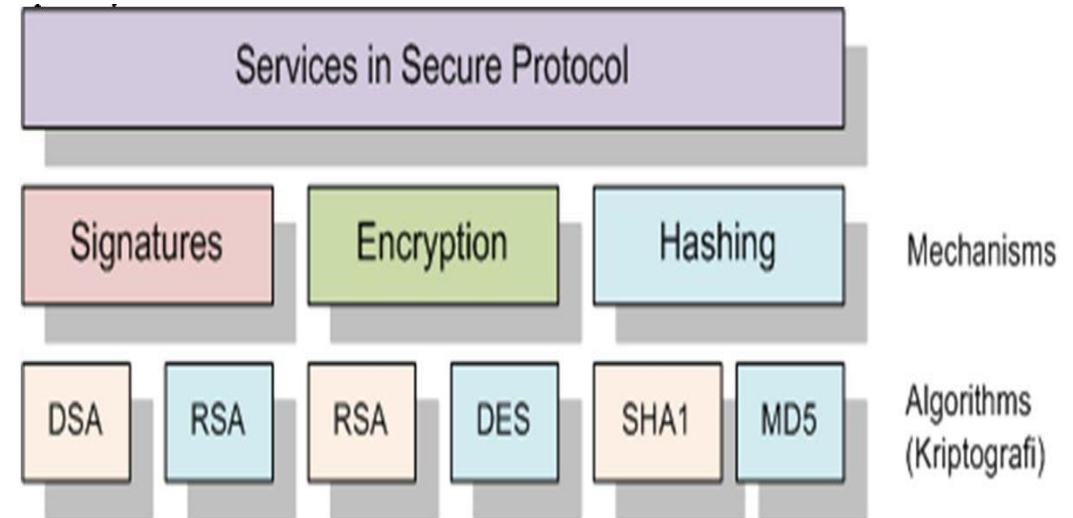 Services in Secure Protocol
Signatures
Encryption
Hashing
Mechanisms
DSA
RSA
RSA
DES
SHA1
MD5
Algorithms
(Kriptografi)